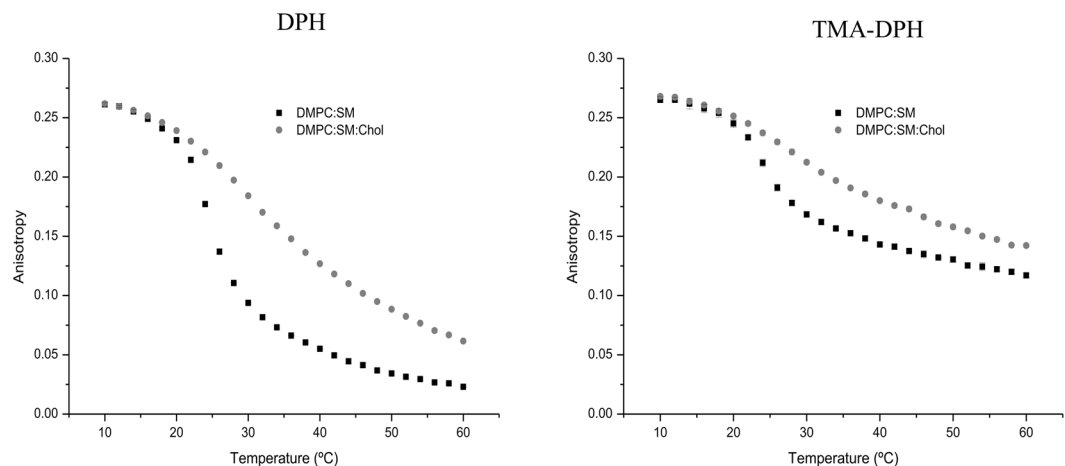 DPH
0.30
0.25
0.20
0.15
0.10
0.05
0.00
Anisotropy
DMPC:SM
DMPC:SM:Chol
10 20 30 40 50 60
Temperature (ºC)
TMA-DPH
0.30
0.25
0.20
0.15
0.10
0.05
0.00
Anisotropy
DMPC:SM
DMPC:SM:Chol
10 20 30 40 50 60
Temperature (ºC)